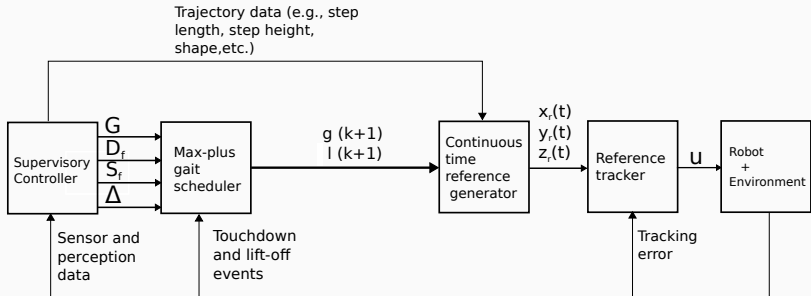 Trajectory data (e.g., step
length, step height,
shape,etc.)
G
D_f
S_f
Δ
Supervisory
Controller
Max-plus
gait
scheduler
g (k+1)
l (k+1)
Continuous
time
reference
generator
x_r(t)
y_r(t)
z_r(t)
Reference
tracker
u
Robot
+
Environment
Sensor and
perception
data
Touchdown
and lift-off
events
Tracking
error